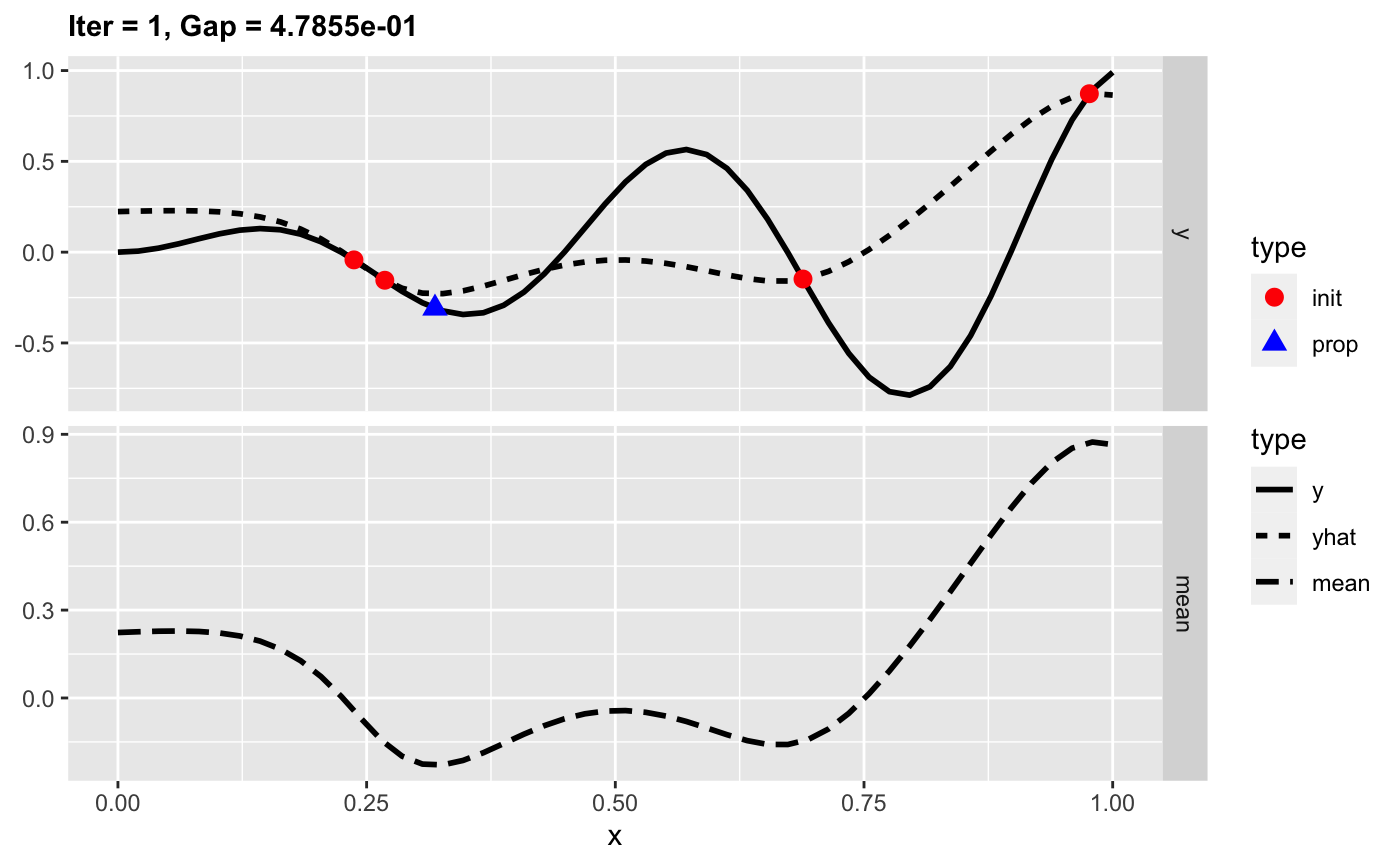 Iter = 1, Gap = 4.7855e-01
1.0
0.5
0.0
-0.5
y
0.9
0.6
0.3
0.0
mean
0.00 0.25 0.50 0.75 1.00
x
type
init
prop
type
y
yhat
mean